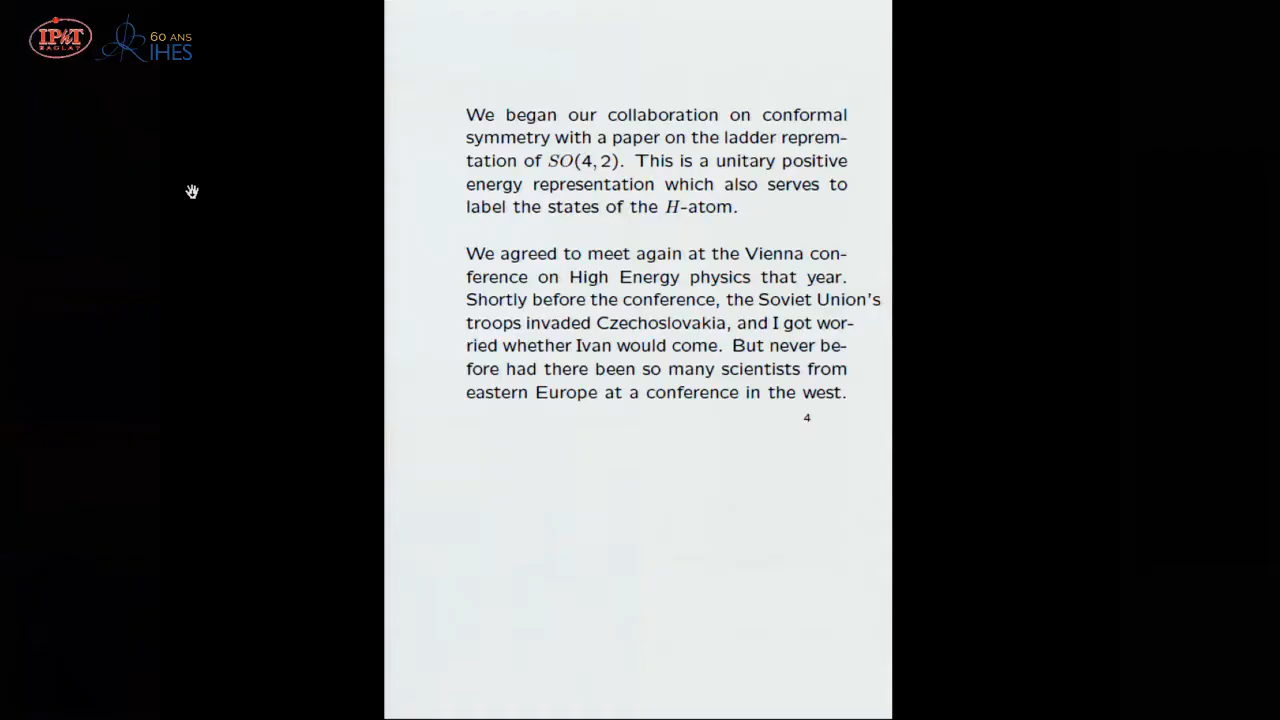 IPhT
SACLAY
60 ANS
IHES
We began our collaboration on conformal
symmetry with a paper on the ladder reprem-
tation of SO(4, 2). This is a unitary positive
energy representation which also serves to
label the states of the H-atom.
We agreed to meet again at the Vienna con-
ference on High Energy physics that year.
Shortly before the conference, the Soviet Union's
troops invaded Czechoslovakia, and I got wor-
ried whether Ivan would come. But never be-
fore had there been so many scientists from
eastern Europe at a conference in the west.
4